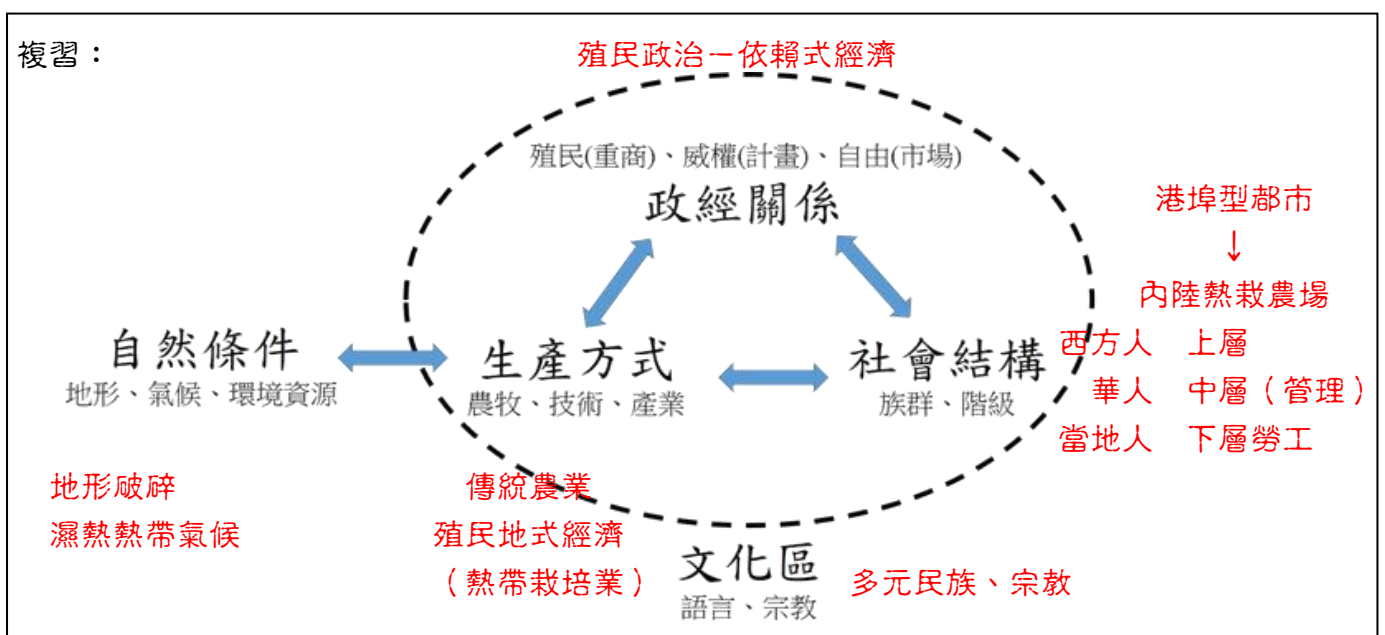 複習：
殖民政治－依賴式經濟
殖民(重商)、威權(計畫)、自由(市場)
政經關係
港埠型都市
↓
內陸熱栽農場
自然條件
地形、氣候、環境資源
生產方式
農牧、技術、產業
社會結構
族群、階級
西方人 上層
華人 中層（管理）
當地人 下層勞工
地形破碎
濕熱熱帶氣候
傳統農業
殖民地式經濟
（熱帶栽培業）
文化區
語言、宗教
多元民族、宗教